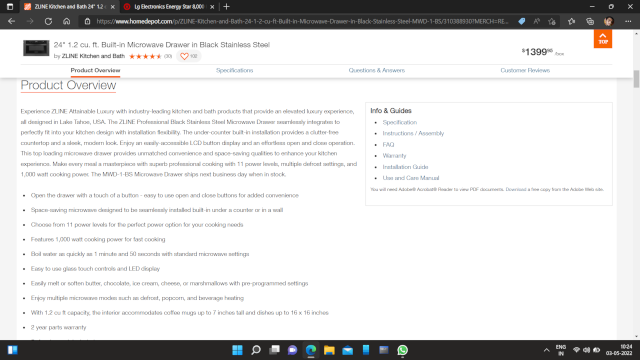 ZLINE Kitchen and Bath 24" 1.2 c
Lg Electronics Energy Star 8,000
https://www.homedepot.com/p/ZLINE-Kitchen-and-Bath-24-1-2-cu-ft-Built-in-Microwave-Drawer-in-Black-Stainless-Steel-MWD-1-BS/310388930?MERCH=RE...
24" 1.2 cu. ft. Built-in Microwave Drawer in Black Stainless Steel
by ZLINE Kitchen and Bath
$1399
TOP
Product Overview
Specifications
Questions & Answers
Customer Reviews
Product Overview
Experience ZLINE Attainable Luxury with industry-leading kitchen and bath products that provide an elevated luxury experience,
all designed in Lake Tahoe, USA. The ZLINE Professional Black Stainless Steel Microwave Drawer seamlessly integrates to
perfectly fit into your kitchen design with installation flexibility. The under-counter built-in installation provides a clutter-free
countertop and a sleek, modern look. Enjoy an easily-accessible LCD button display and an effortless open and close operation.
This top loading microwave drawer provides unmatched convenience and space-saving qualities to enhance your kitchen
experience. Make every meal a masterpiece with superb professional cooking with 11 power levels, multiple defrost settings, and
1,000 watt cooking power. The MWD-1-BS Microwave Drawer ships next business day when in stock.
• Open the drawer with a touch of a button - easy to use open and close buttons for added convenience
• Space-saving microwave designed to be seamlessly installed built-in under a counter or in a wall
• Choose from 11 power levels for the perfect power option for your cooking needs
• Features 1,000 watt cooking power for fast cooking
• Boil water as quickly as 1 minute and 50 seconds with standard microwave settings
• Easy to use glass touch controls and LED display
• Easily melt or soften butter, chocolate, ice cream, cheese, or marshmallows with pre-programmed settings
• Enjoy multiple microwave modes such as defrost, popcorn, and beverage heating
• With 1.2 cu ft capacity, the interior accommodates coffee mugs up to 7 inches tall and dishes up to 16 x 16 inches
• 2 year parts warranty
Info & Guides
• Specification
• Instructions / Assembly
• FAQ
• Warranty
• Installation Guide
• Use and Care Manual
You will need Adobe® Acrobat® Reader to view PDF documents. Download a free copy from the Adobe Web site.
ENG
IN
10:24
03-05-2022